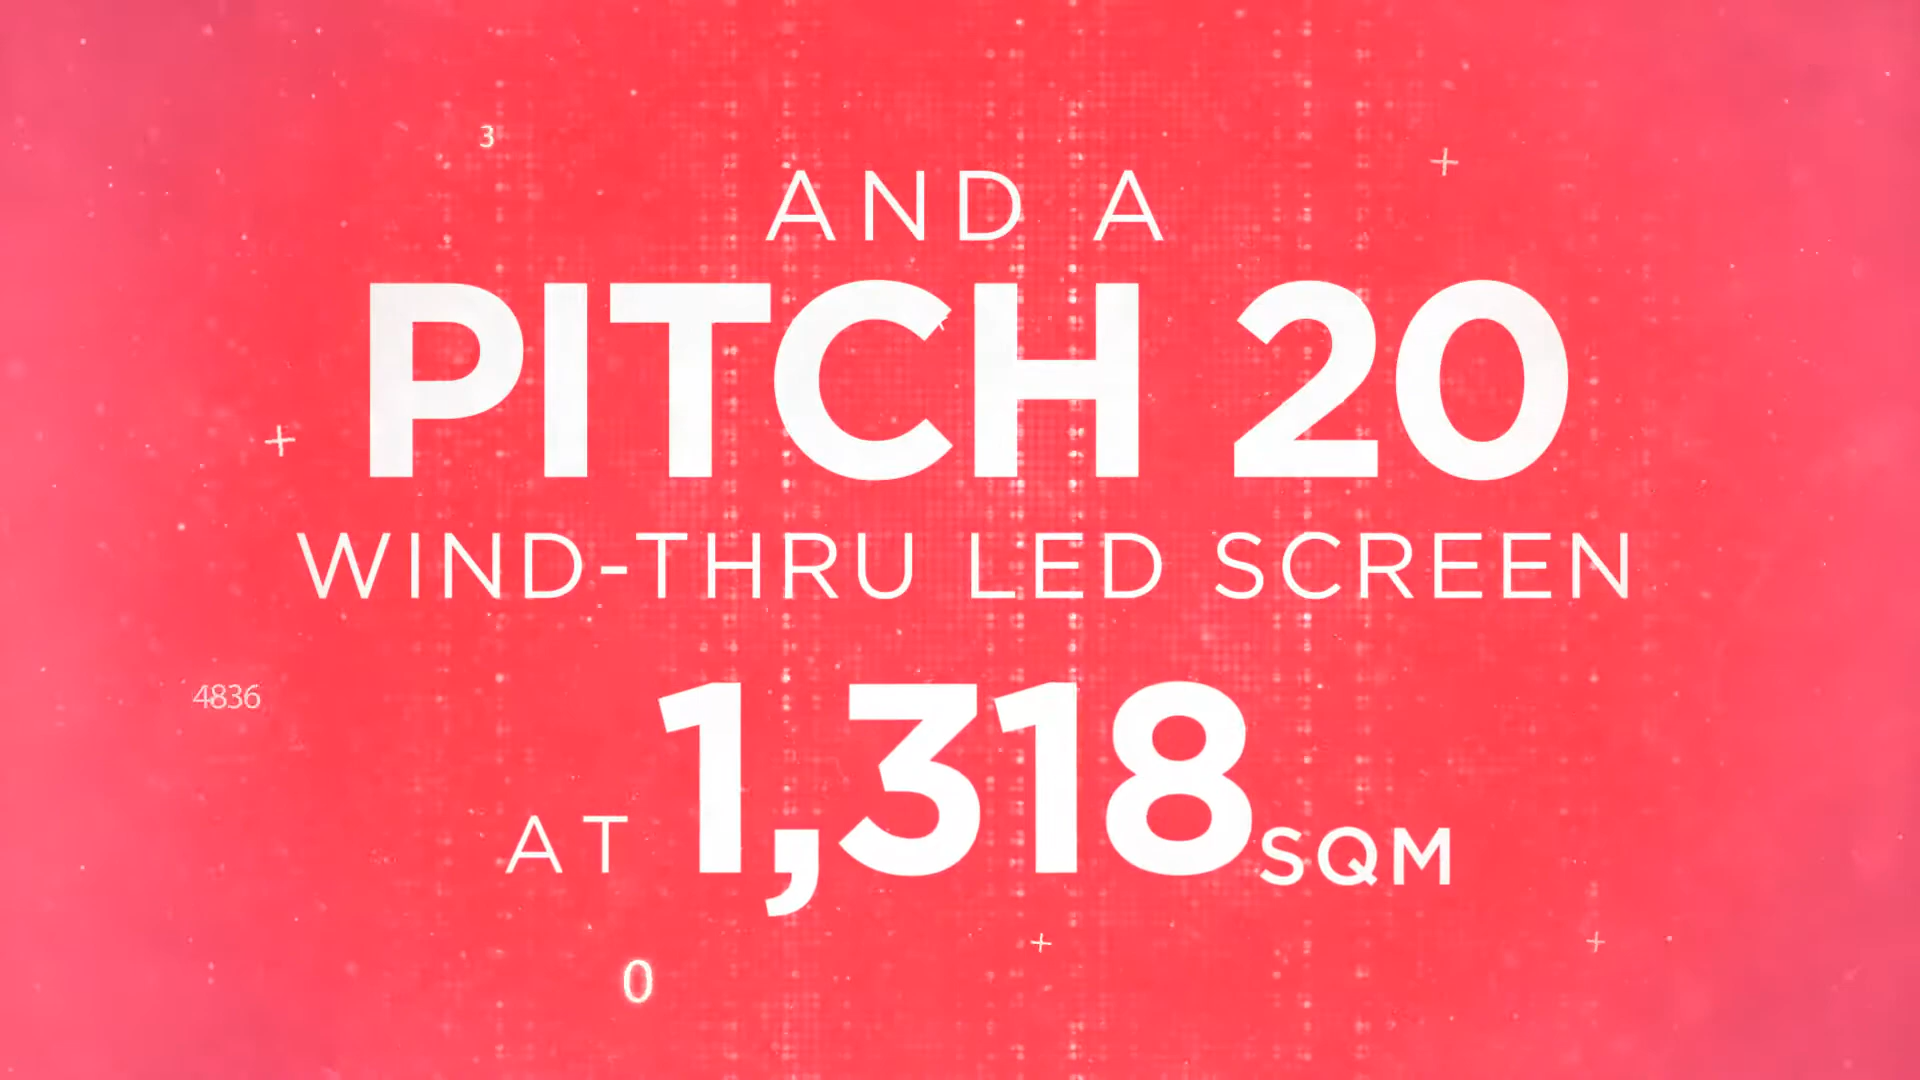 3
AND A
PITCH 20
WIND-THRU LED SCREEN
4836
AT 1,318 SQM
0